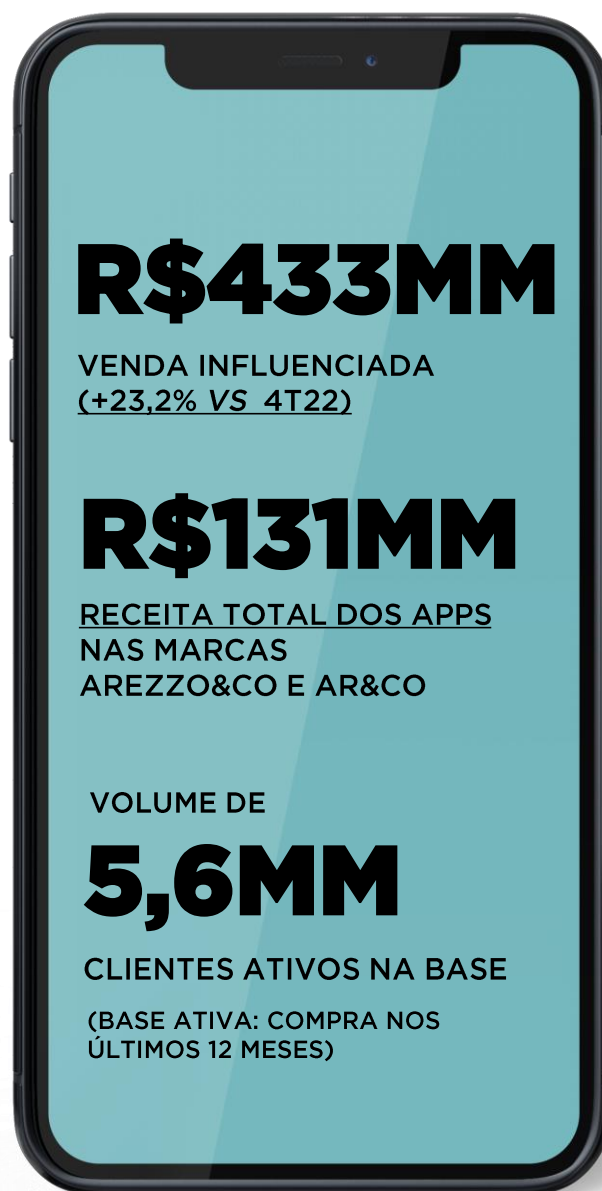 R$433MM
VENDA INFLUENCIADA
(+23,2% VS 4T22)
R$131MM
RECEITA TOTAL DOS APPS
NAS MARCAS
AREZZO&CO E AR&CO
VOLUME DE
5,6MM
CLIENTES ATIVOS NA BASE
(BASE ATIVA: COMPRA NOS
ÚLTIMOS 12 MESES)